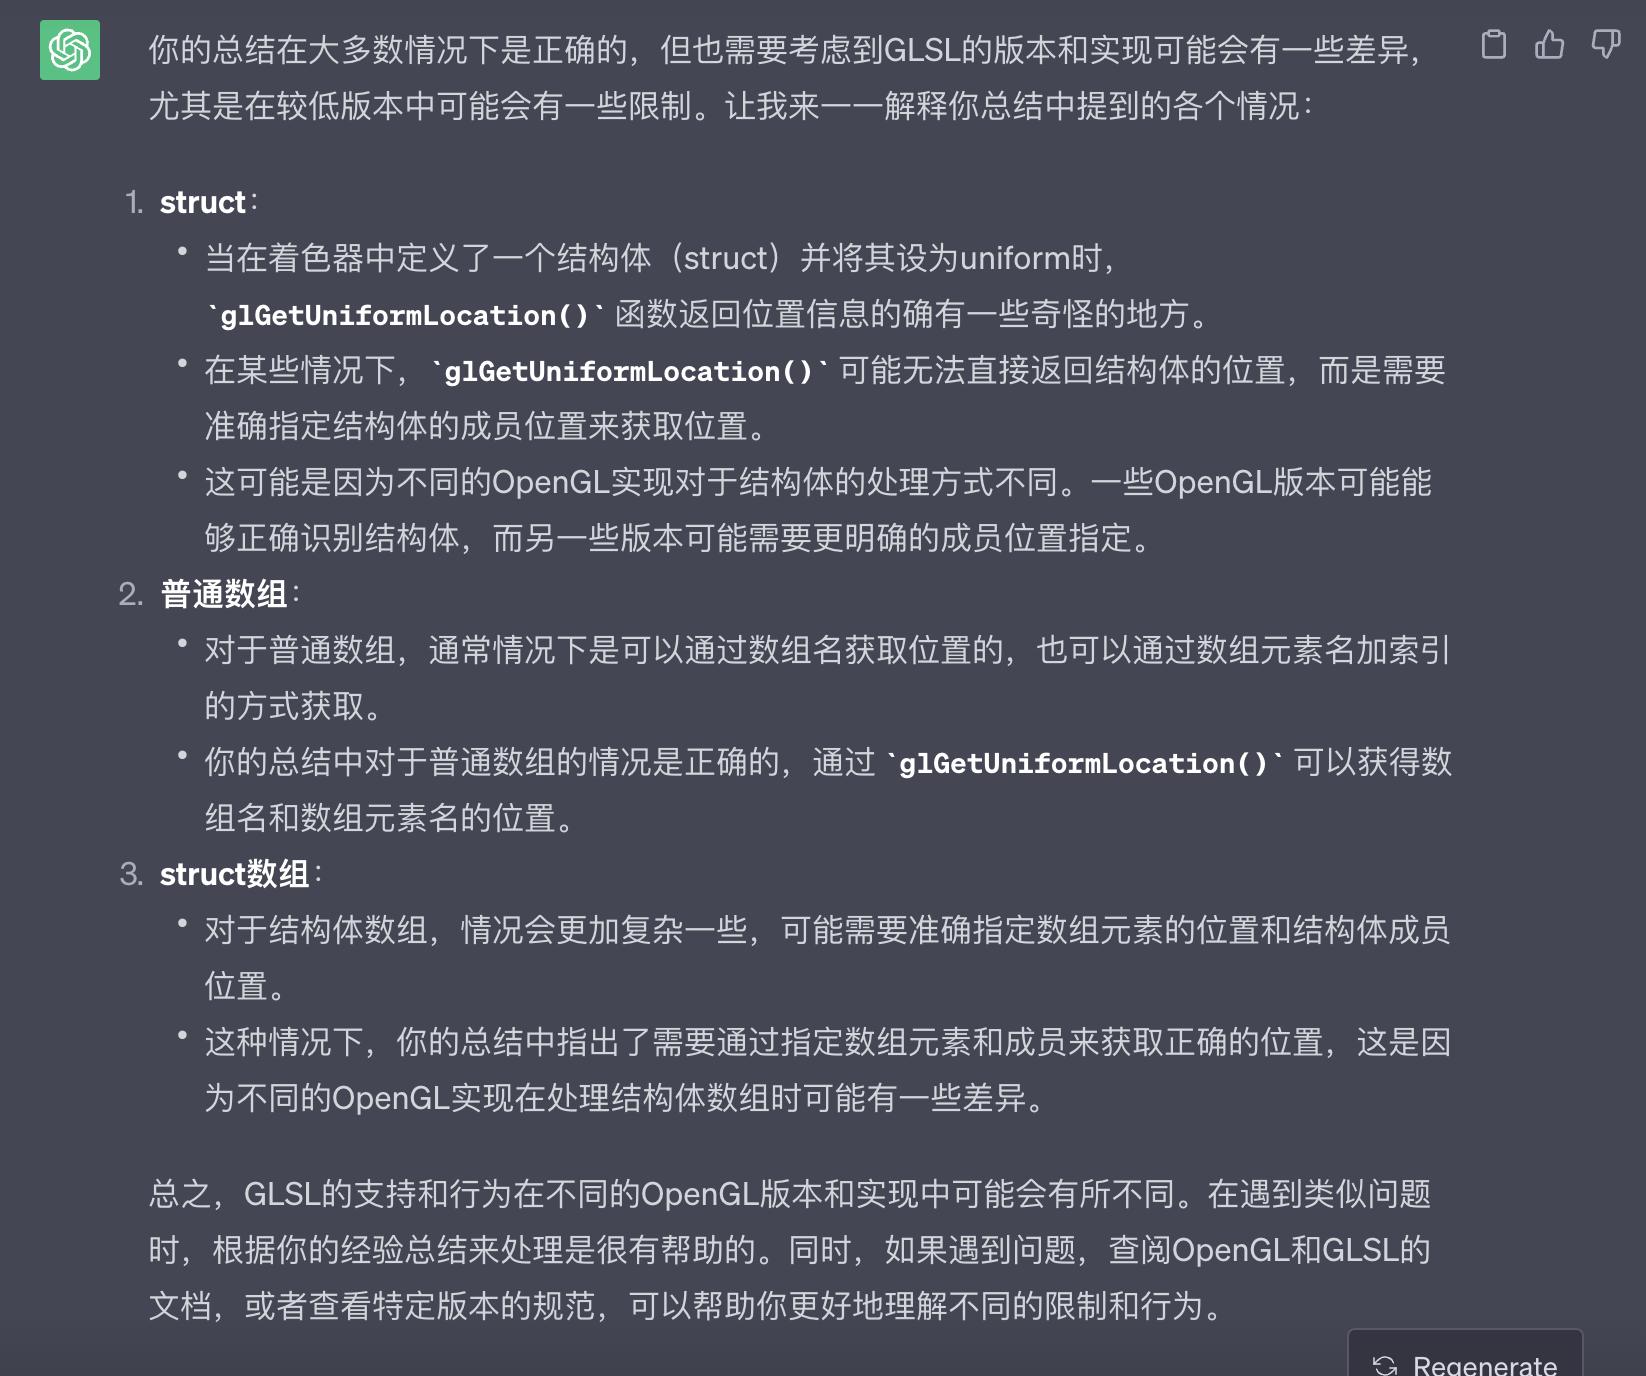 你的总结在大多数情况下是正确的，但也需要考虑到GLSL的版本和实现可能会有一些差异，
尤其是在较低版本中可能会有一些限制。让我来一一解释你总结中提到的各个情况：
1. struct：
• 当在着色器中定义了一个结构体（struct）并将其设为uniform时，
`glGetUniformLocation()` 函数返回位置信息的确有一些奇怪的地方。
• 在某些情况下， `glGetUniformLocation()` 可能无法直接返回结构体的位置，而是需要
准确指定结构体的成员位置来获取位置。
• 这可能是因为不同的OpenGL实现对于结构体的处理方式不同。一些OpenGL版本可能能
够正确识别结构体，而另一些版本可能需要更明确的成员位置指定。
2. 普通数组：
• 对于普通数组，通常情况下是可以通过数组名获取位置的，也可以通过数组元素名加索引
的方式获取。
• 你的总结中对于普通数组的情况是正确的，通过 `glGetUniformLocation()` 可以获得数
组名和数组元素名的位置。
3. struct数组：
• 对于结构体数组，情况会更加复杂一些，可能需要准确指定数组元素的位置和结构体成员
位置。
• 这种情况下，你的总结中指出了需要通过指定数组元素和成员来获取正确的位置，这是因
为不同的OpenGL实现在处理结构体数组时可能有一些差异。
总之，GLSL的支持和行为在不同的OpenGL版本和实现中可能会有所不同。在遇到类似问题
时，根据你的经验总结来处理是很有帮助的。同时，如果遇到问题，查阅OpenGL和GLSL的
文档，或者查看特定版本的规范，可以帮助你更好地理解不同的限制和行为。
Regenerate